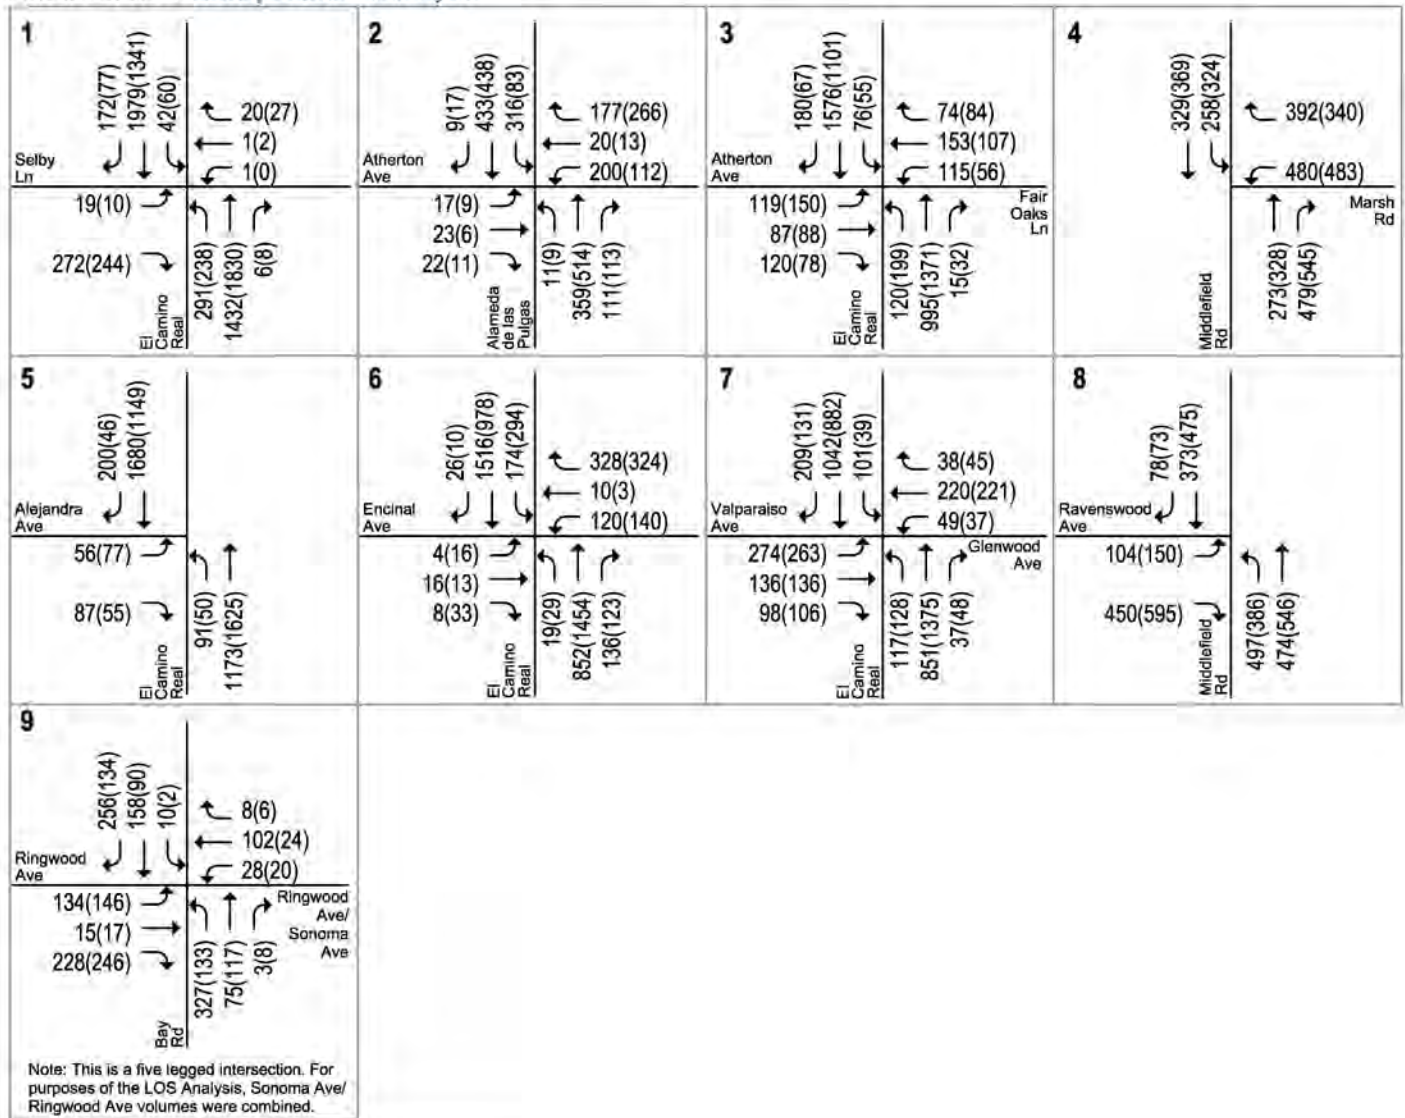 1
172(77)
1979(1341)
42(60)
20(27)
1(2)
1(0)
Selby
Ln
19(10)
272(244)
291(238)
1432(1830)
6(8)
El
Camino
Real
2
9(17)
433(438)
316(83)
177(266)
20(13)
200(112)
Atherton
Ave
17(9)
23(6)
22(11)
11(9)
359(514)
111(113)
Alameda
de las
Pulgas
3
180(67)
1576(1101)
76(55)
74(84)
153(107)
115(56)
Atherton
Ave
Fair
Oaks
Ln
119(150)
87(88)
120(78)
120(199)
995(1371)
15(32)
El
Camino
Real
4
329(369)
258(324)
392(340)
480(483)
Marsh
Rd
273(328)
479(545)
Middlefield
Rd
5
200(46)
1680(1149)
Alejandra
Ave
56(77)
87(55)
91(50)
1173(1625)
El
Camino
Real
6
26(10)
1516(978)
174(294)
328(324)
10(3)
120(140)
Encinal
Ave
4(16)
16(13)
8(33)
19(29)
852(1454)
136(123)
El
Camino
Real
7
209(131)
1042(882)
101(39)
38(45)
220(221)
49(37)
Valparaiso
Ave
Glenwood
Ave
274(263)
136(136)
98(106)
117(128)
851(1375)
37(48)
El
Camino
Real
8
78(73)
373(475)
Ravenswood
Ave
104(150)
450(595)
497(386)
474(546)
Middlefield
Rd
9
256(134)
158(90)
10(2)
8(6)
102(24)
28(20)
Ringwood
Ave
Ringwood
Ave/
Sonoma
Ave
134(146)
15(17)
228(246)
327(133)
75(117)
3(8)
Bay
Rd
Note: This is a five legged intersection. For
purposes of the LOS Analysis, Sonoma Ave/
Ringwood Ave volumes were combined.